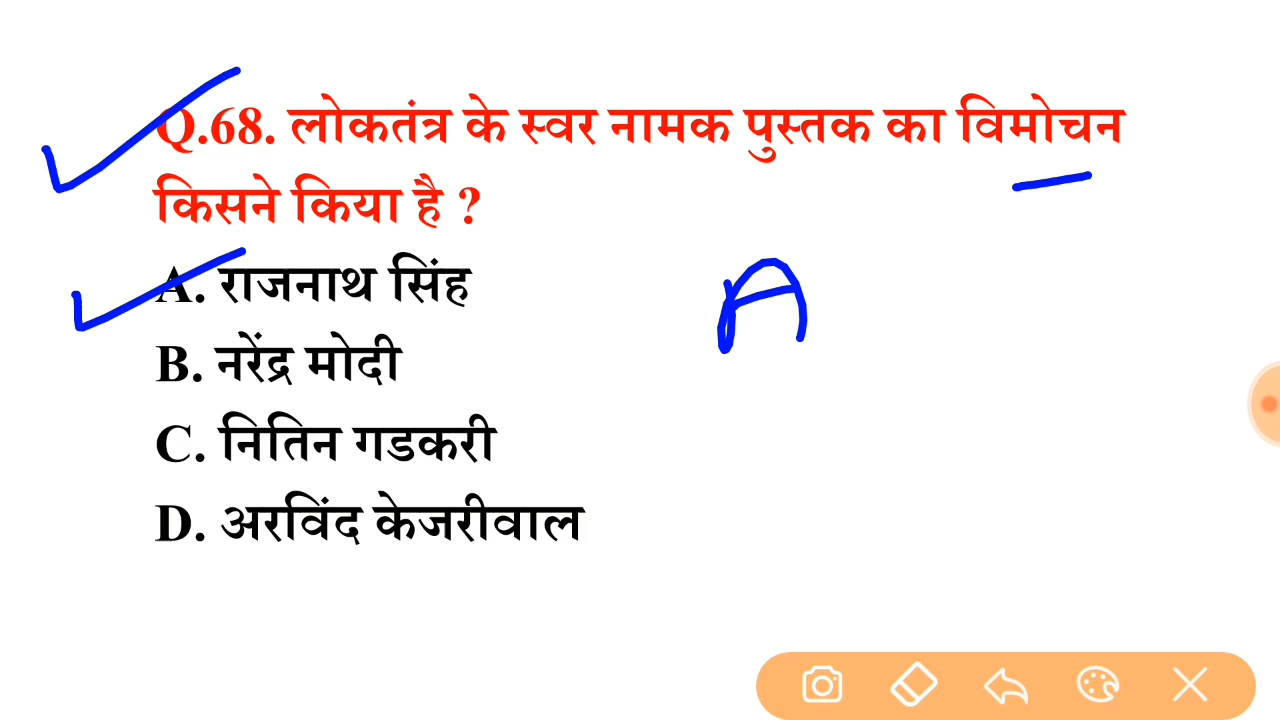 Q.68. लोकतंत्र के स्वर नामक पुस्तक का विमोचन
किसने किया है ?
A. राजनाथ सिंह
A
B. नरेंद्र मोदी
C. नितिन गडकरी
D. अरविंद केजरीवाल